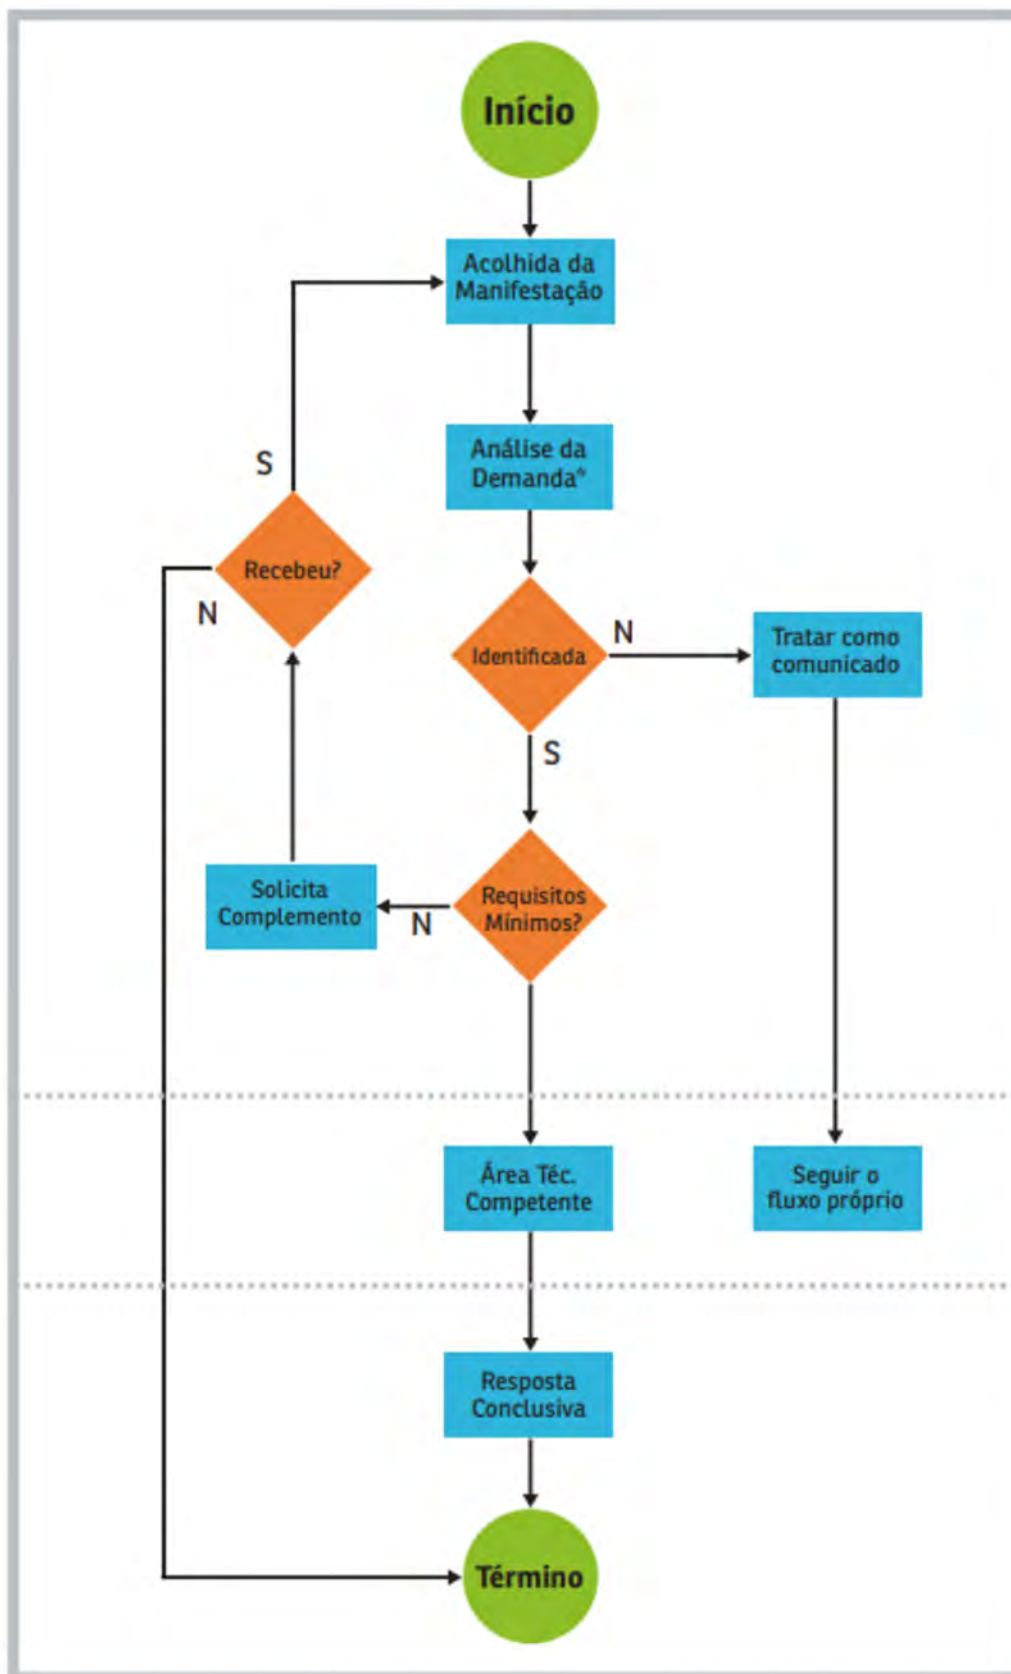 Início
Acolhida da
Manifestação
Análise da
Demanda*
S
Recebeu?
N
Identificada
N
Tratar como
comunicado
S
Solicita
Complemento
N
Requisitos
Mínimos?
Área Téc.
Competente
Seguir o
fluxo próprio
Resposta
Conclusiva
Término